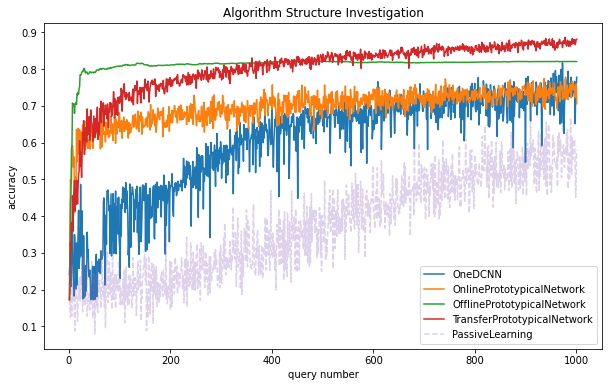 Algorithm Structure Investigation
accuracy
0.9
0.8
0.7
0.6
0.5
0.4
0.3
0.2
0.1
OneDCNN
OnlinePrototypicalNetwork
OfflinePrototypicalNetwork
TransferPrototypicalNetwork
PassiveLearning
0 200 400 600 800 1000
query number